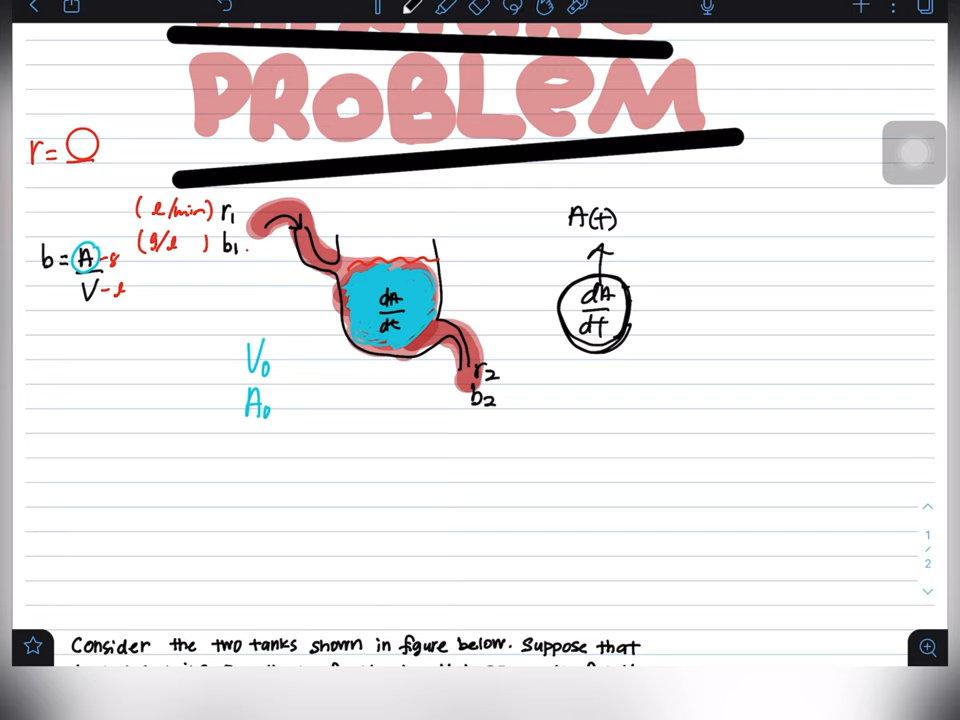 PROBLEM
r =
(l/min) r₁
(g/l ) b₁.
b = A - g
V - l
dA
dt
V₀
A₀
r₂
b₂
A(t)
dA
dt
1
/
2
Consider the two tanks shown in figure below. Suppose that